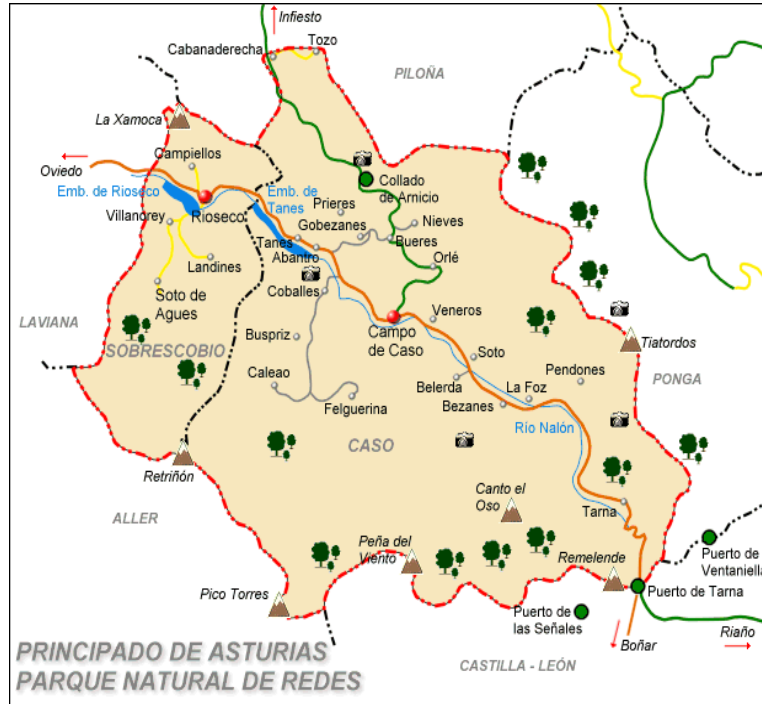 Infiesto
Tozo
Cabanaderecha
PILOÑA
La Xamoca
Campiellos
Oviedo
Collado
de Arnicio
Emb. de Rioseco
Emb. de
Tanes
Prieres
Rioseco
Nieves
Villamorey
Gobezanes
Tanes
Bueres
Abantro
Landines
Orlé
Soto de
Agues
Coballes
Veneros
LAVIANA
Campo
de Caso
Buspriz
Tiatordos
SOBRESCOBIO
Soto
PONGA
Caleao
Belerda
La Foz
Pendones
Felguerina
Bezanes
Río Nalón
CASO
Retriñón
Canto el
Oso
ALLER
Tarna
Peña del
Viento
Remelende
Puerto de
Ventaniella
Pico Torres
Puerto de Tarna
Puerto de
las Señales
Riaño
Boñar
PRINCIPADO DE ASTURIAS
PARQUE NATURAL DE REDES
CASTILLA - LEÓN